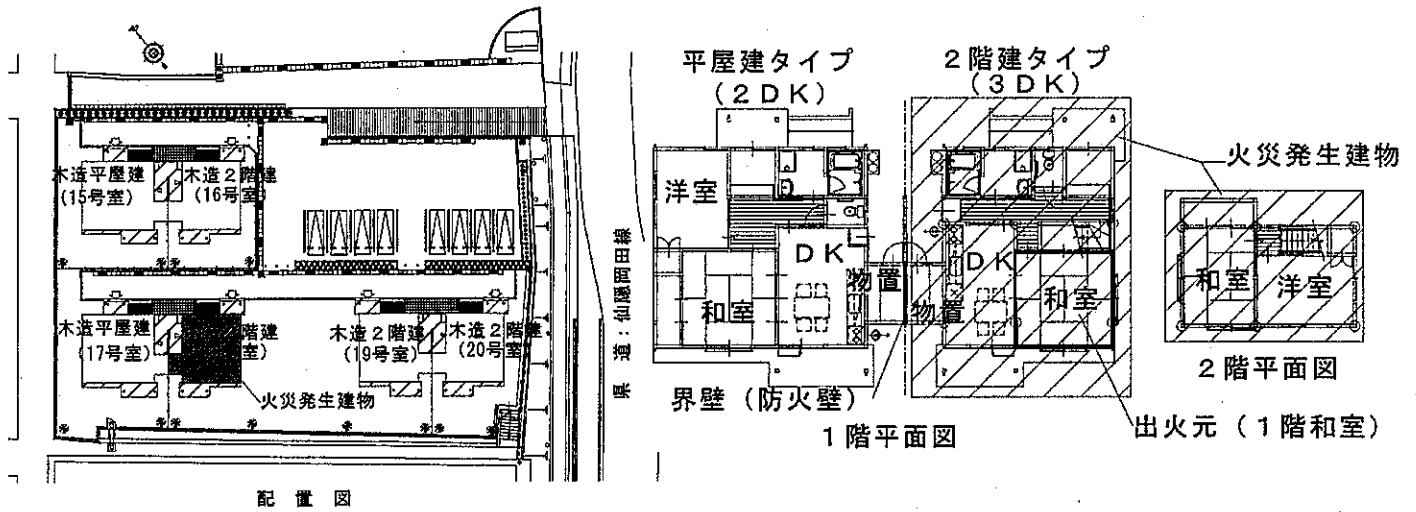 木造平屋建
(15号室)
木造2階建
(16号室)
木造平屋建
(17号室)
階建
室)
木造2階建
(19号室)
木造2階建
(20号室)
火災発生建物
配置図
県道:仙隠岡田線
平屋建タイプ
(2DK)
洋室
和室
DK
物置
界壁(防火壁)
1階平面図
2階建タイプ
(3DK)
物置
DK
和室
火災発生建物
和室
洋室
2階平面図
出火元(1階和室)